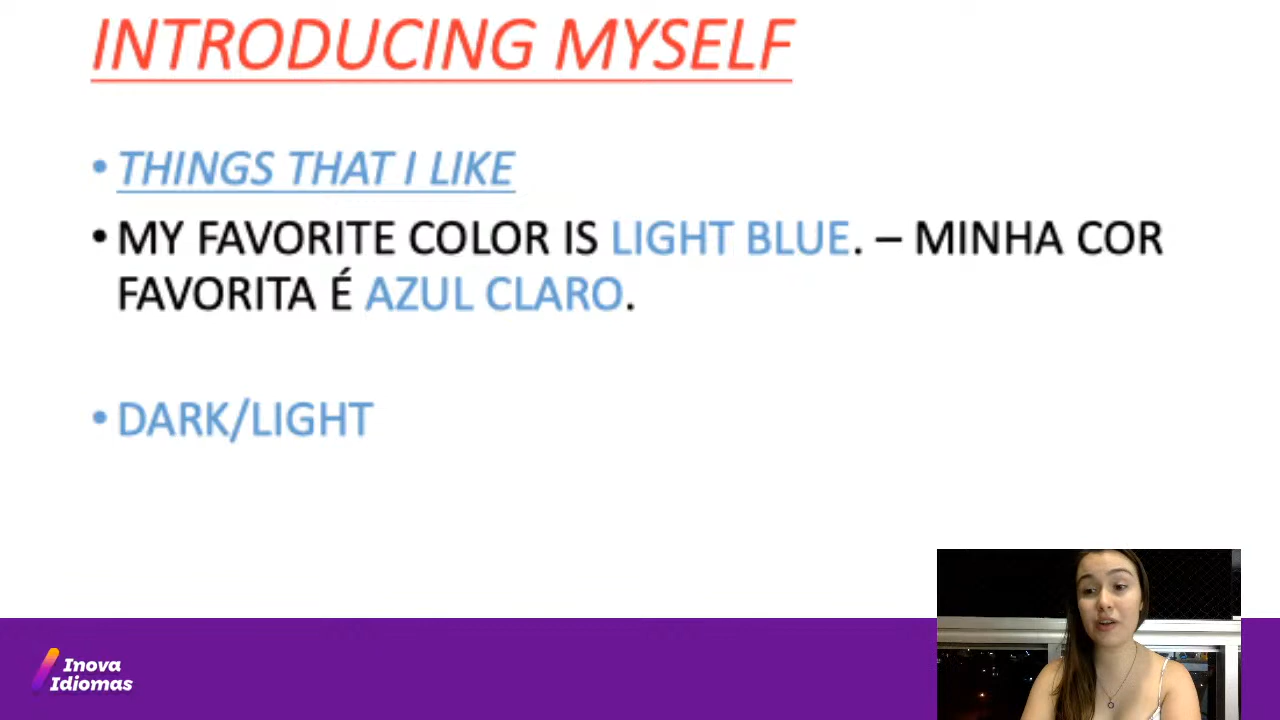 INTRODUCING MYSELF
• THINGS THAT I LIKE
• MY FAVORITE COLOR IS LIGHT BLUE. – MINHA COR
FAVORITA É AZUL CLARO.
• DARK/LIGHT
Inova
Idiomas